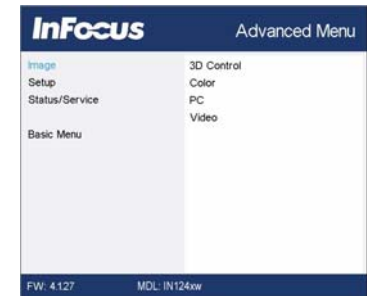 InFocus
Advanced Menu
Image
Setup
Status/Service
Basic Menu
3D Control
Color
PC
Video
FW: 4.127
MDL: IN124xw